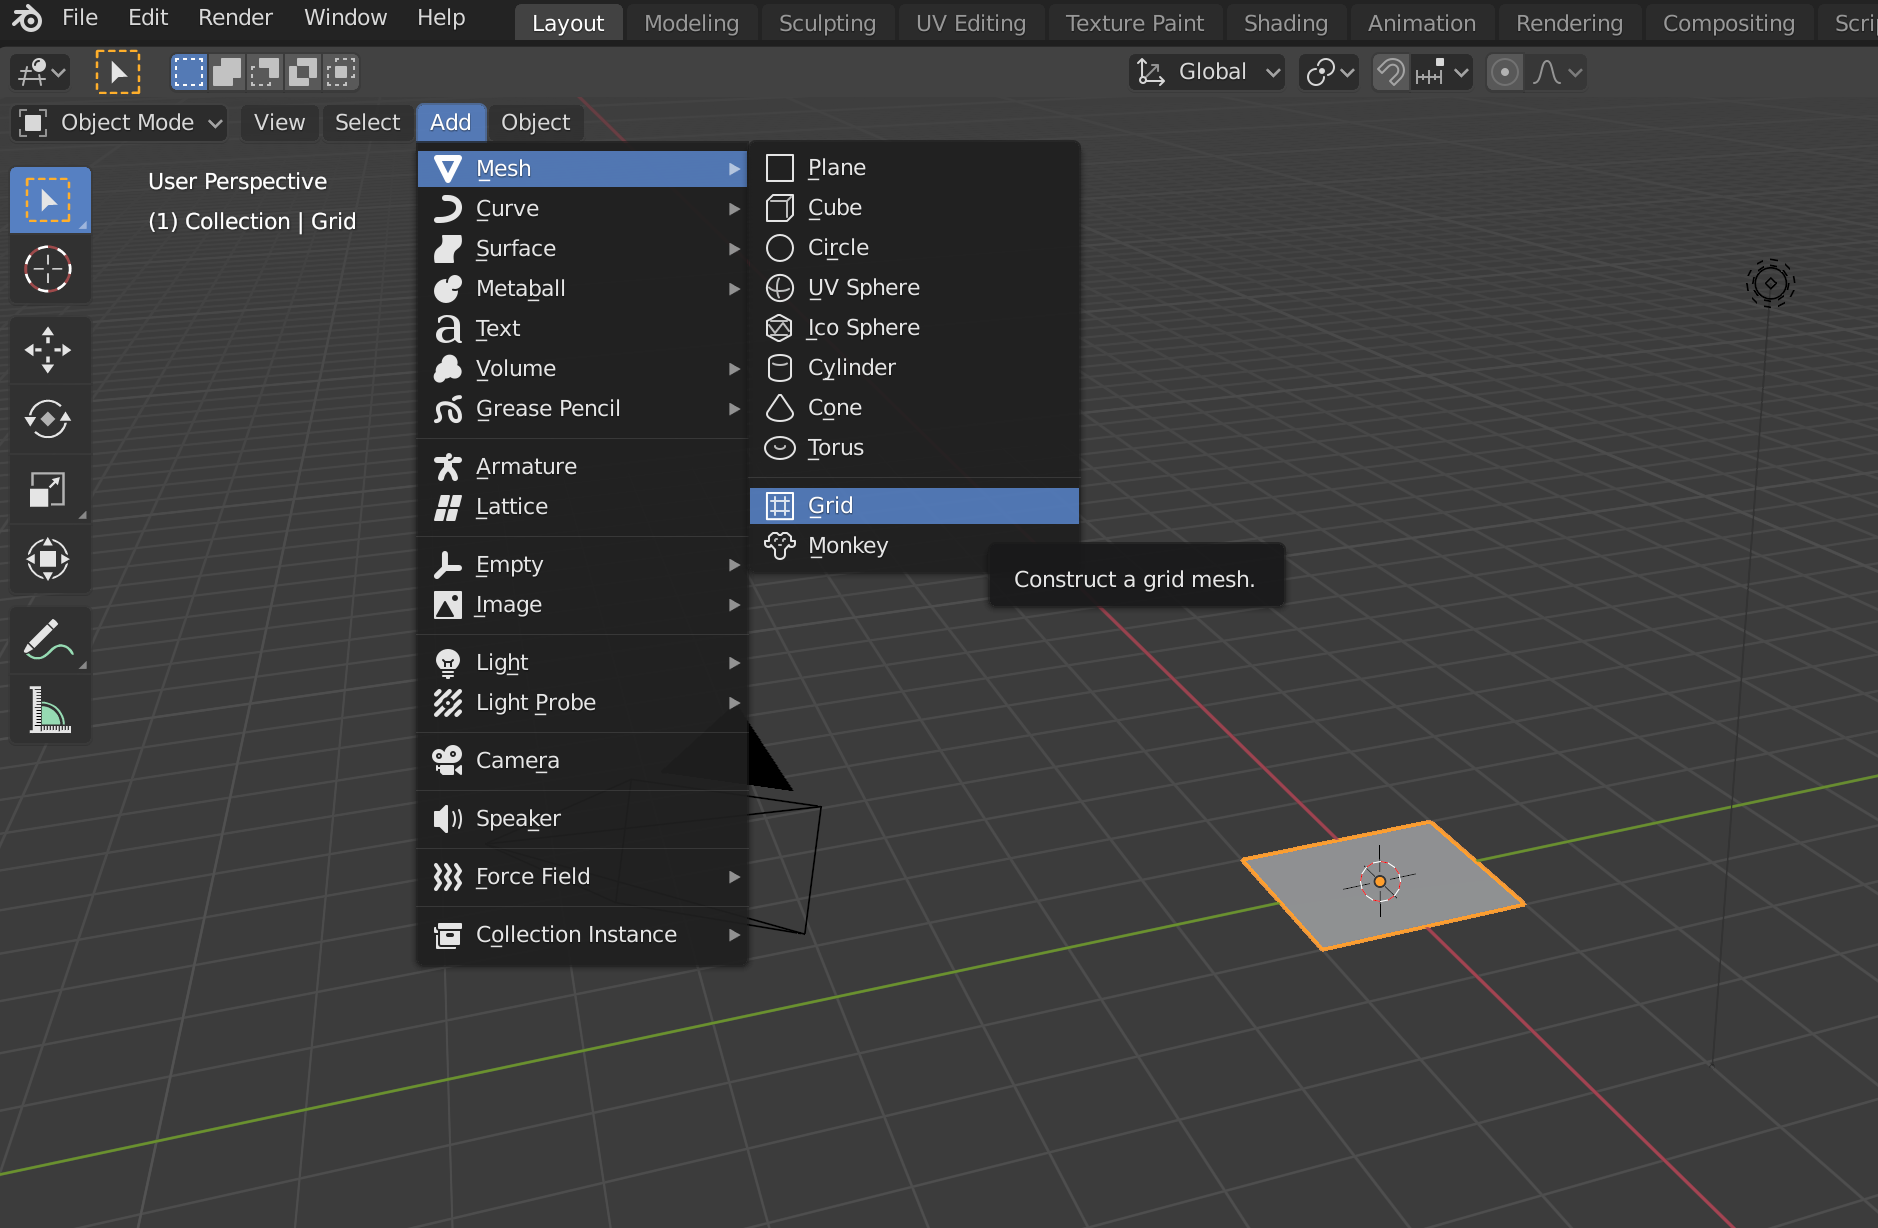 File Edit Render Window Help Layout Modeling Sculpting UV Editing Texture Paint Shading Animation Rendering Compositing
Global
Object Mode View Select Add Object
User Perspective
(1) Collection | Grid
Mesh
Curve
Surface
Metaball
Text
Volume
Grease Pencil
Armature
Lattice
Empty
Image
Light
Light Probe
Camera
Speaker
Force Field
Collection Instance
Plane
Cube
Circle
UV Sphere
Ico Sphere
Cylinder
Cone
Torus
Grid
Monkey
Construct a grid mesh.